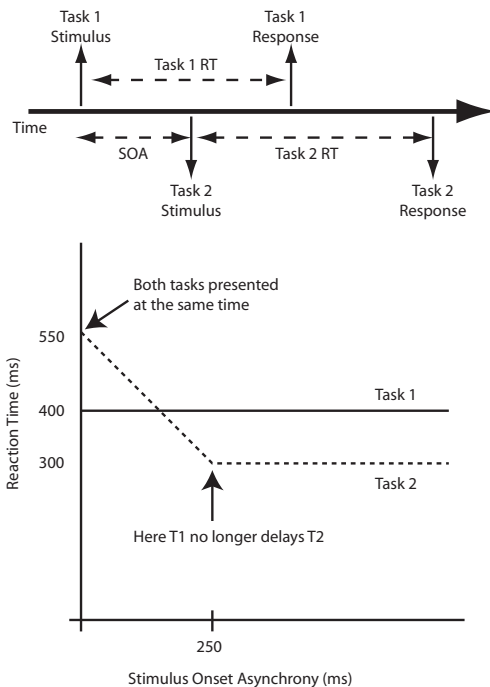 Task 1
Stimulus
Task 1
Response
Task 1 RT
Time
SOA
Task 2 RT
Task 2
Stimulus
Task 2
Response
Both tasks presented
at the same time
550
400
300
Reaction Time (ms)
Task 1
Task 2
Here T1 no longer delays T2
250
Stimulus Onset Asynchrony (ms)